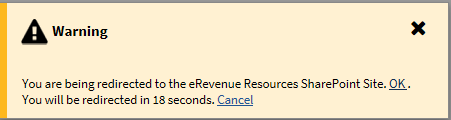 Warning
You are being redirected to the eRevenue Resources SharePoint Site. OK .
You will be redirected in 18 seconds. Cancel